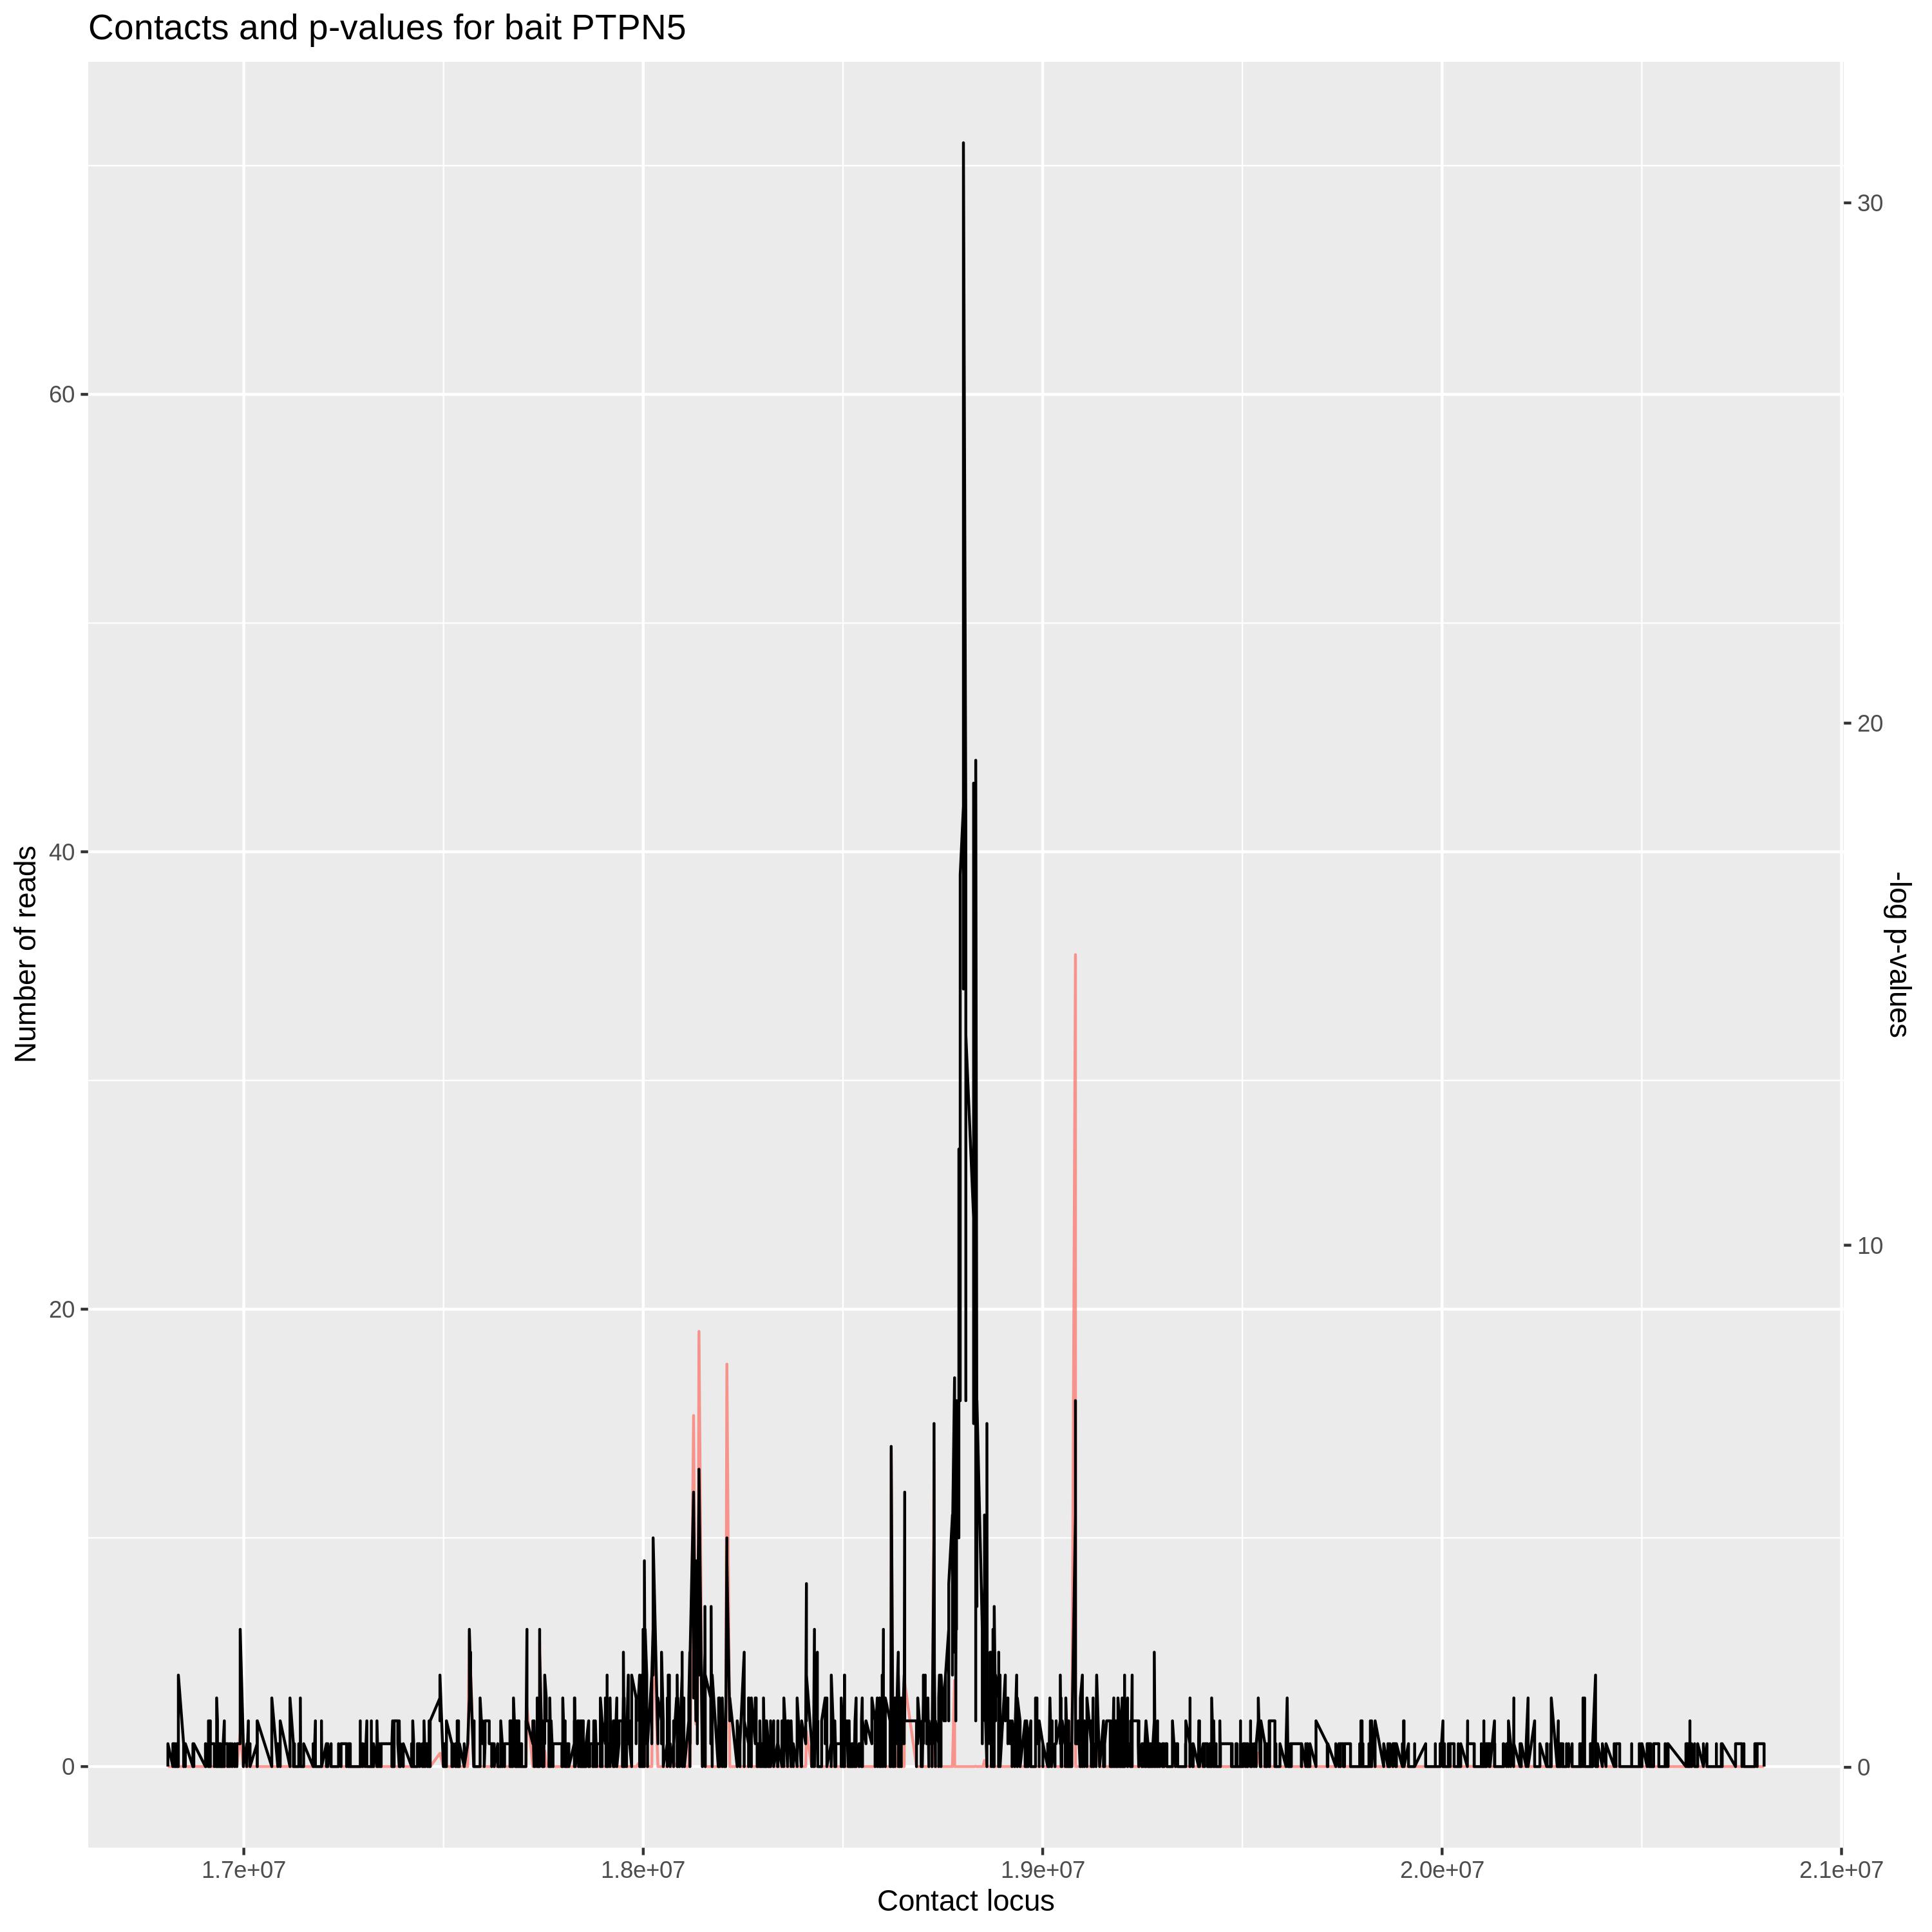 Contacts and p-values for bait PTPN5
60
40
20
0
30
20
10
0
Number of reads
-log p-values
1.7e+07
1.8e+07
1.9e+07
2.0e+07
2.1e+07
Contact locus